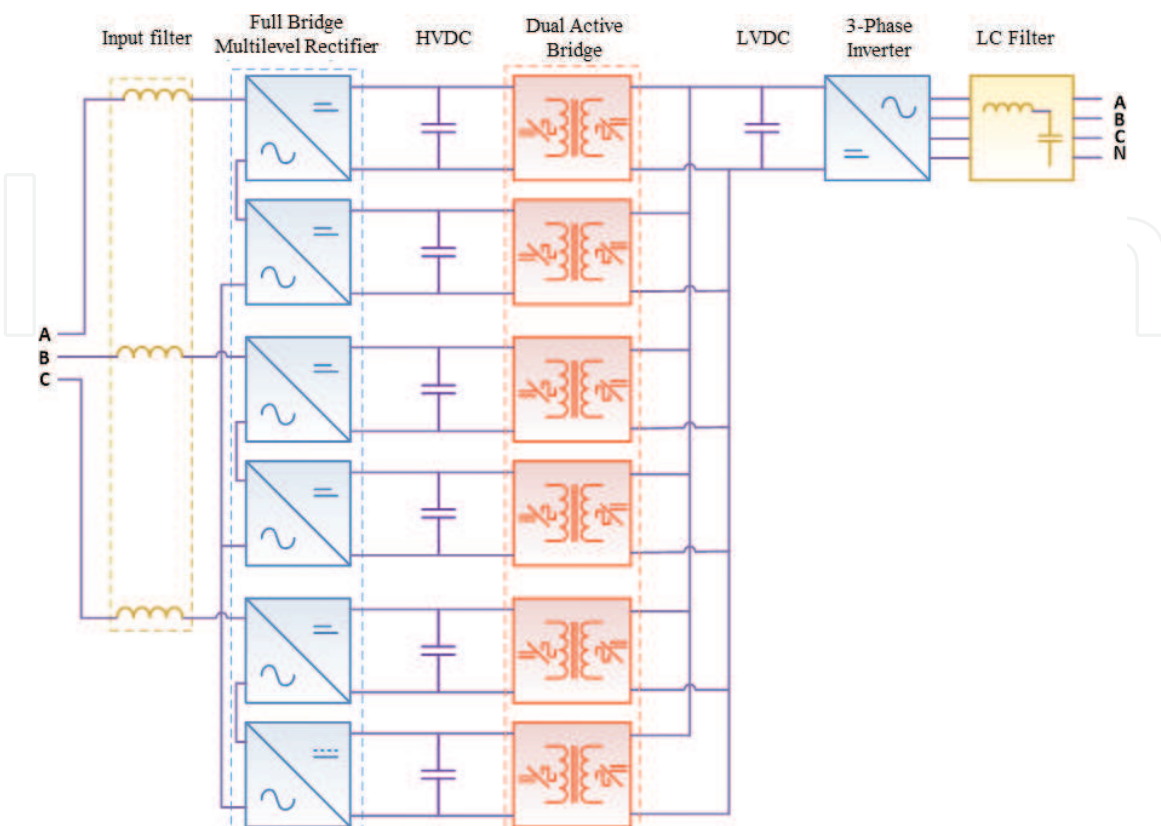 Input filter
Full Bridge
Multilevel Rectifier
HVDC
Dual Active
Bridge
LVDC
3-Phase
Inverter
LC Filter
A
B
C
N
A
B
C